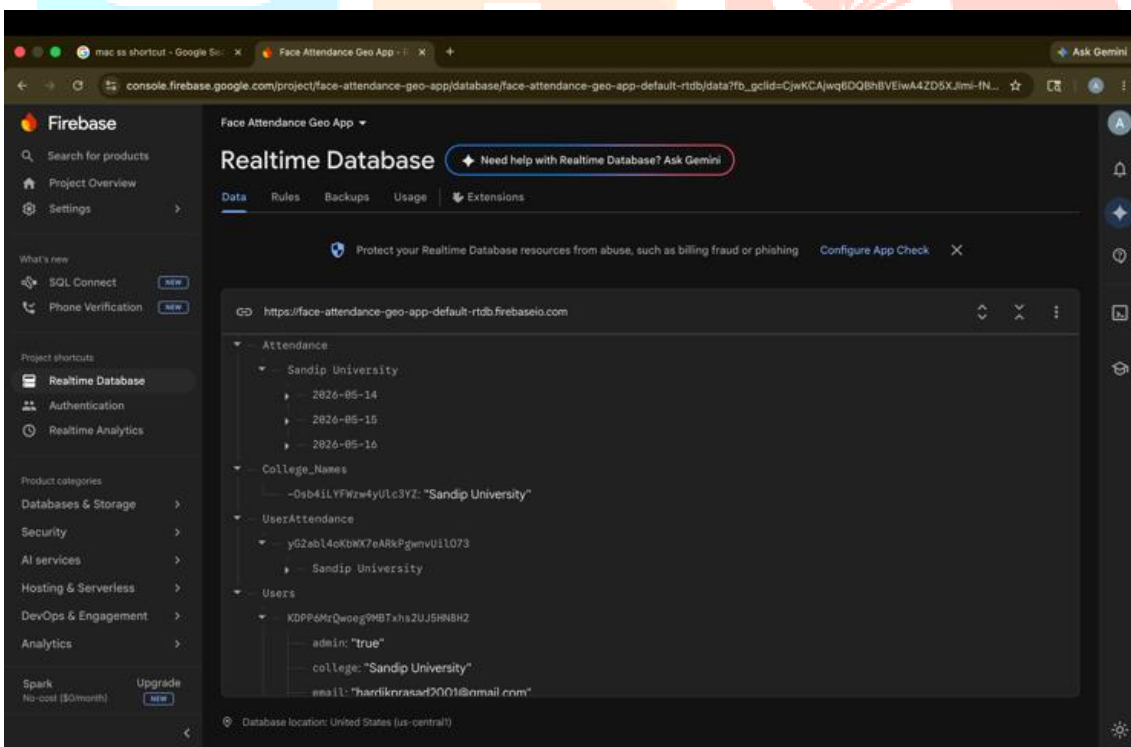 mac ss shortcut - Google Se
Face Attendance Geo App - 
Ask Gemini
console.firebase.google.com/project/face-attendance-geo-app/database/face-attendance-geo-app-default-rtdb/data?fb_gclid=
Firebase
Search for products
Project Overview
Settings
What's new
SQL Connect NEW
Phone Verification NEW
Project shortcuts
Realtime Database
Authentication
Realtime Analytics
Product categories
Databases & Storage
Security
AI services
Hosting & Serverless
DevOps & Engagement
Analytics
Spark Upgrade
No-cost ($0/month) NEW
Face Attendance Geo App
Realtime Database Need help with Realtime Database? Ask Gemini
Data Rules Backups Usage Extensions
Protect your Realtime Database resources from abuse, such as billing fraud or phishing Configure App Check
https://face-attendance-geo-app-default-rtdb.firebaseio.com
Attendance
Sandip University
2026-05-14
2026-05-15
2026-05-16
College_Names
"Sandip University"
UserAttendance
Sandip University
Users
admin: "true"
college: "Sandip University"
email: "hardikprasad2001@gmail.com"
Database location: United States (us-central1)
A
A